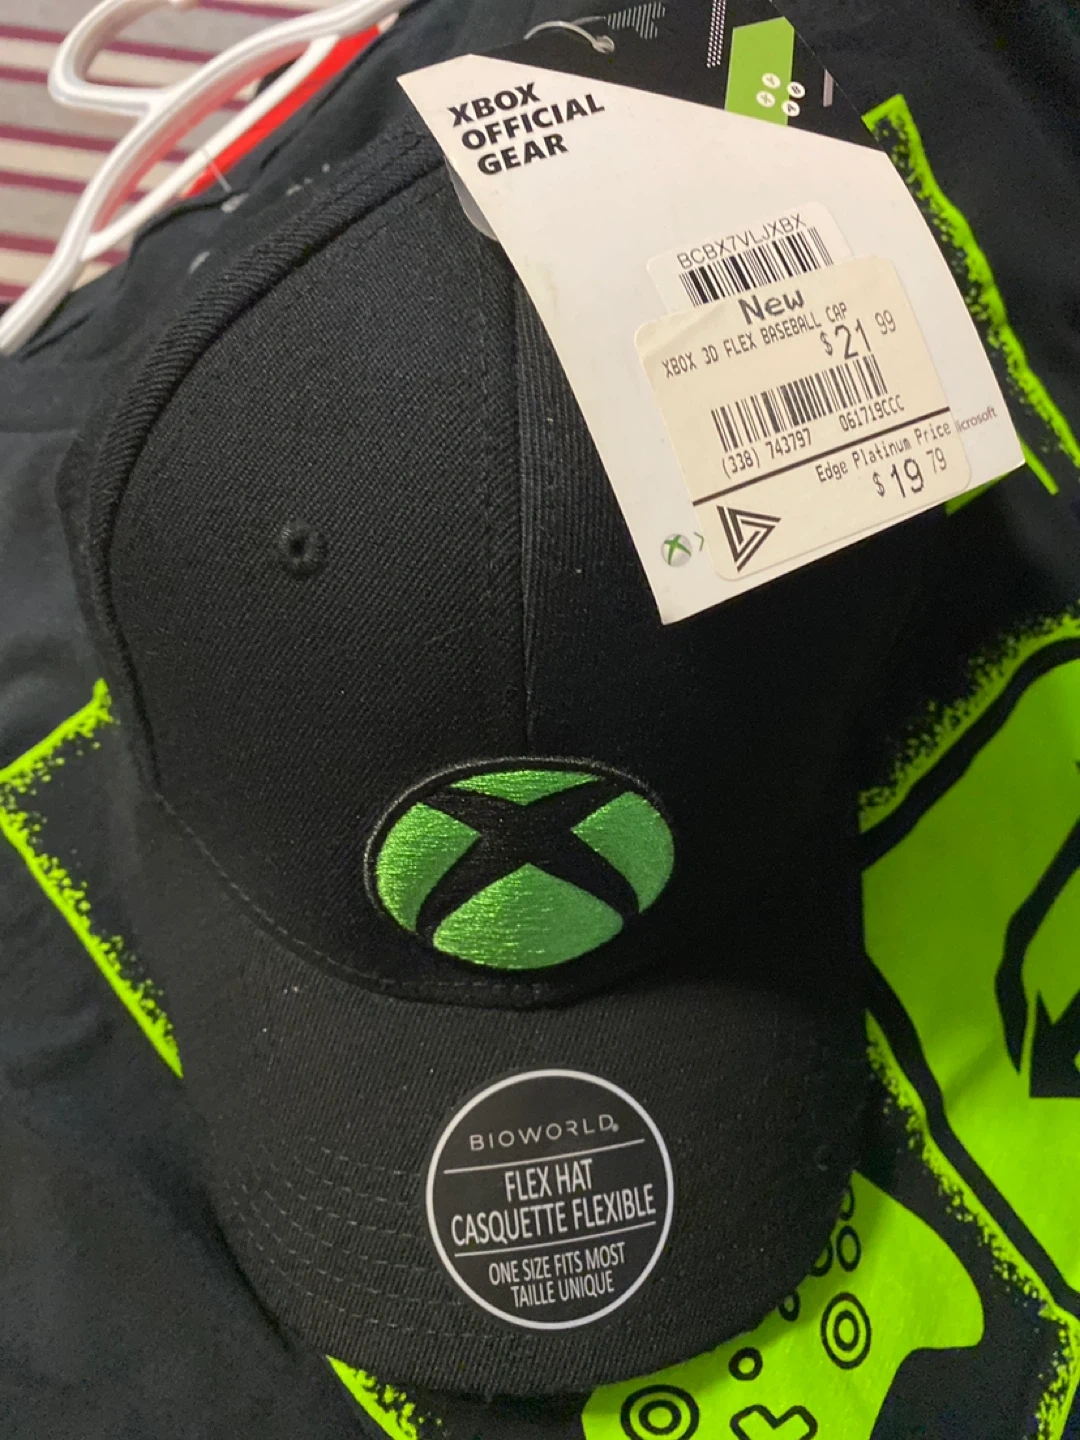 XBOX
OFFICIAL
GEAR
BCBX7VLJXBX
New
XBOX 3D FLEX BASEBALL CAP
$21 99
(338) 743797 061719CCC
Edge Platinum Price
$19 79
BIOWORLD®
FLEX HAT
CASQUETTE FLEXIBLE
ONE SIZE FITS MOST
TAILLE UNIQUE